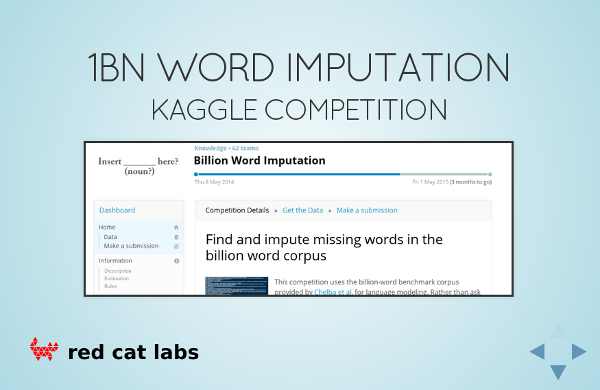 1BN WORD IMPUTATION
KAGGLE COMPETITION
Knowledge • 62 teams
Insert ______ here?
(noun?)
Billion Word Imputation
Thu 8 May 2014
Fri 1 May 2015 (3 months to go)
Dashboard
Home
Data
Make a submission
Information
Description
Evaluation
Rules
Competition Details » Get the Data » Make a submission
Find and impute missing words in the
billion word corpus
This competition uses the billion-word benchmark corpus
provided by Chelba et al. for language modeling. Rather than ask
red cat labs